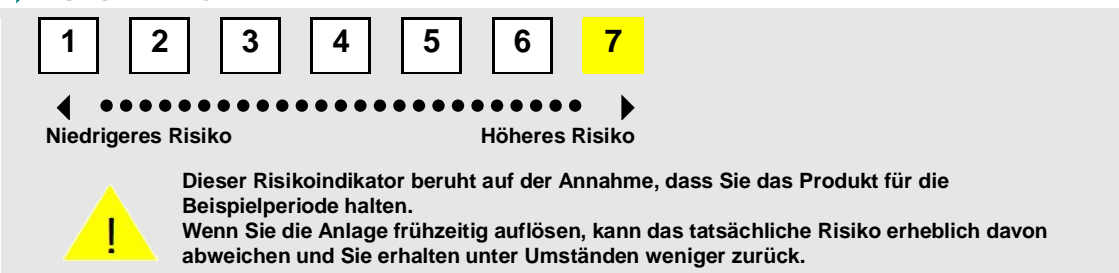 1 2 3 4 5 6 7
Niedrigeres Risiko Höheres Risiko
Dieser Risikoindikator beruht auf der Annahme, dass Sie das Produkt für die
Beispielperiode halten.
Wenn Sie die Anlage frühzeitig auflösen, kann das tatsächliche Risiko erheblich davon
abweichen und Sie erhalten unter Umständen weniger zurück.
!